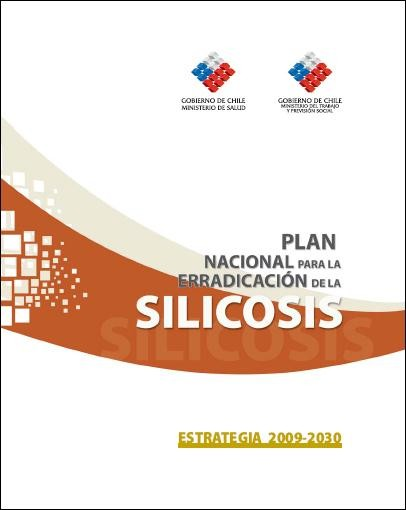 GOBIERNO DE CHILE
MINISTERIO DE SALUD
GOBIERNO DE CHILE
MINISTERIO DEL TRABAJO
Y PREVISIÓN SOCIAL
PLAN
NACIONAL PARA LA
ERRADICACIÓN DE LA
SILICOSIS
SILICOSIS
ESTRATEGIA 2009-2030